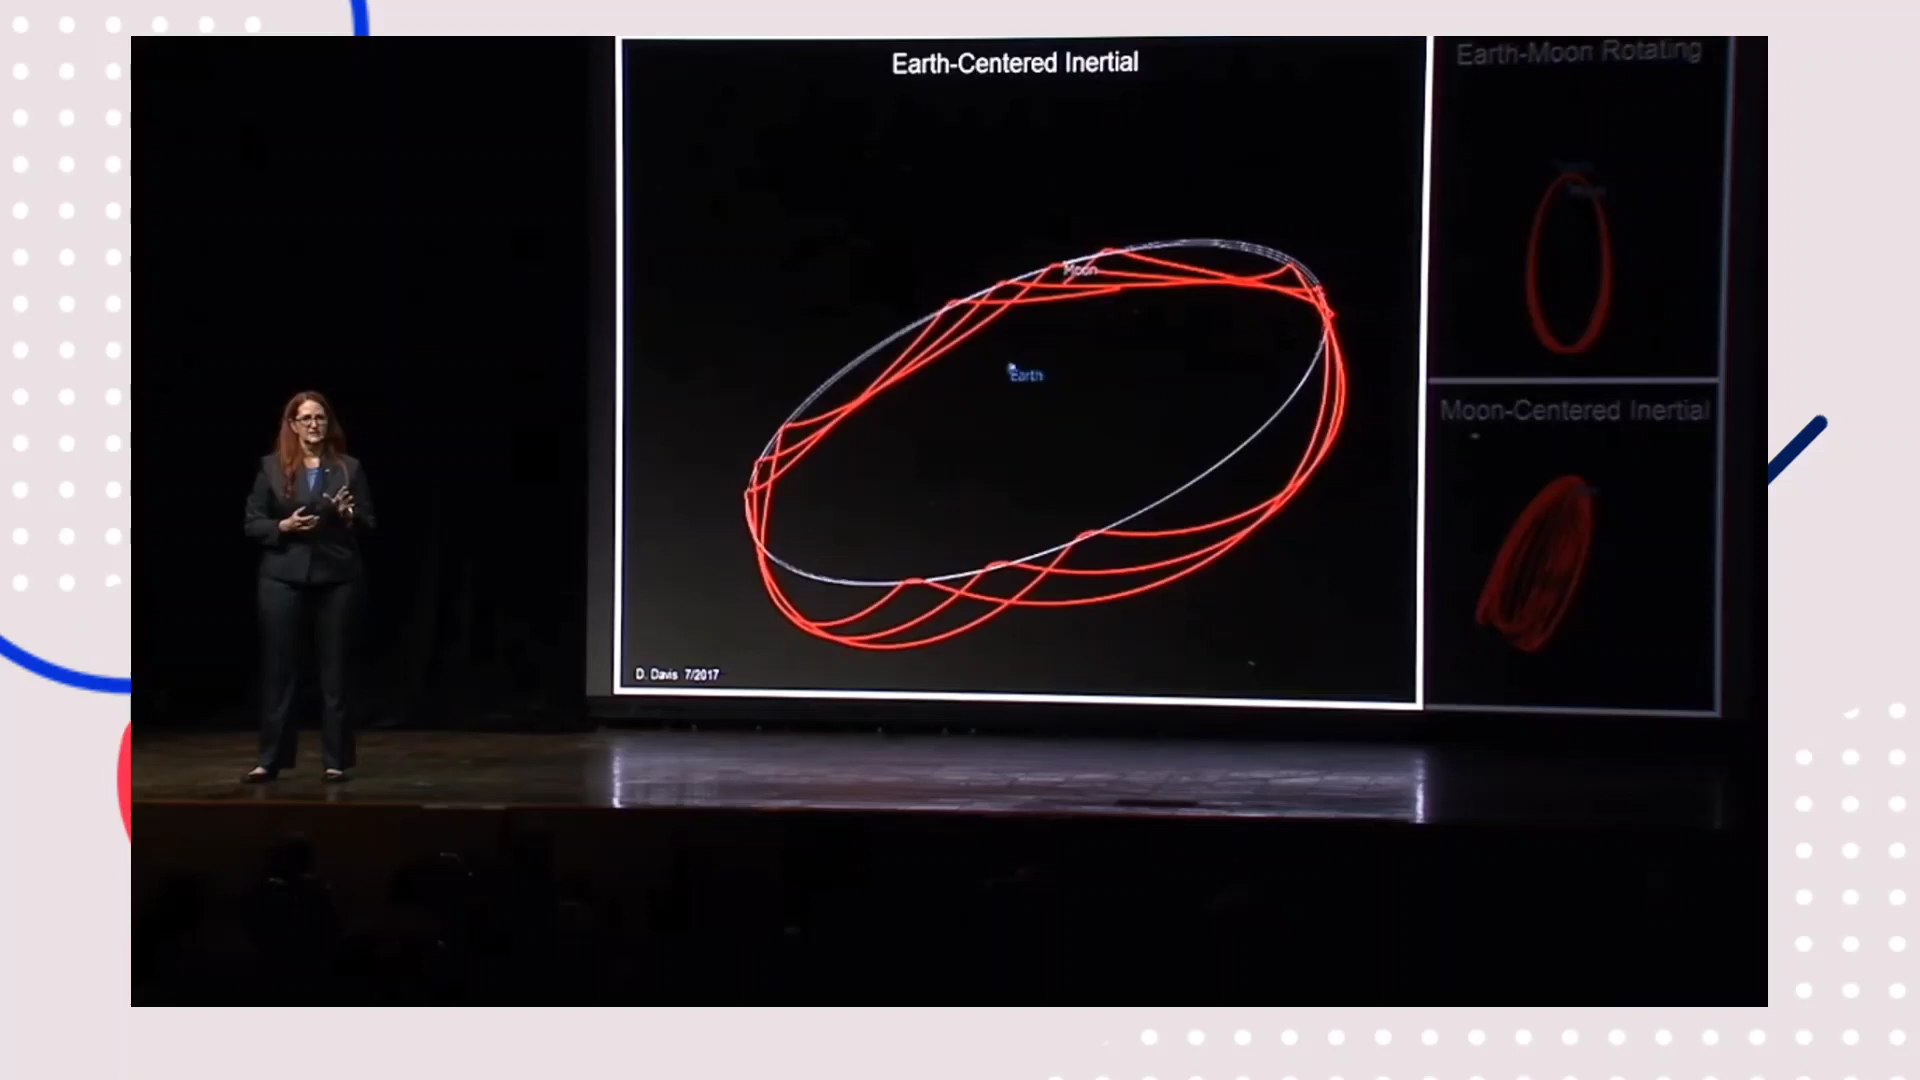 Earth-Centered Inertial
Moon
Earth
D. Davis 7/2017
Earth-Moon Rotating
Moon-Centered Inertial